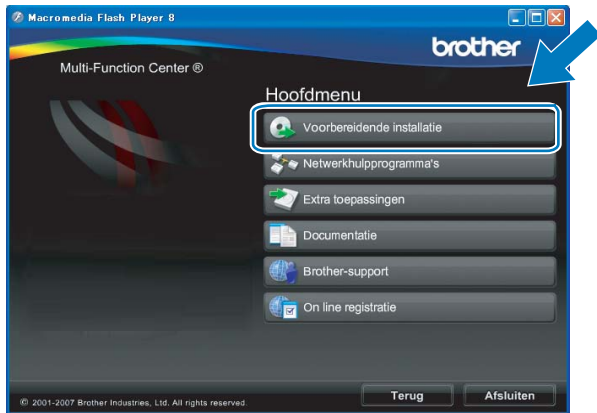 Macromedia Flash Player 8
brother
Multi-Function Center ®
Hoofdmenu
Voorbereidende installatie
Netwerkhulpprogramma's
Extra toepassingen
Documentatie
Brother-support
On line registratie
© 2001-2007 Brother Industries, Ltd. All rights reserved.
Terug
Afsluiten